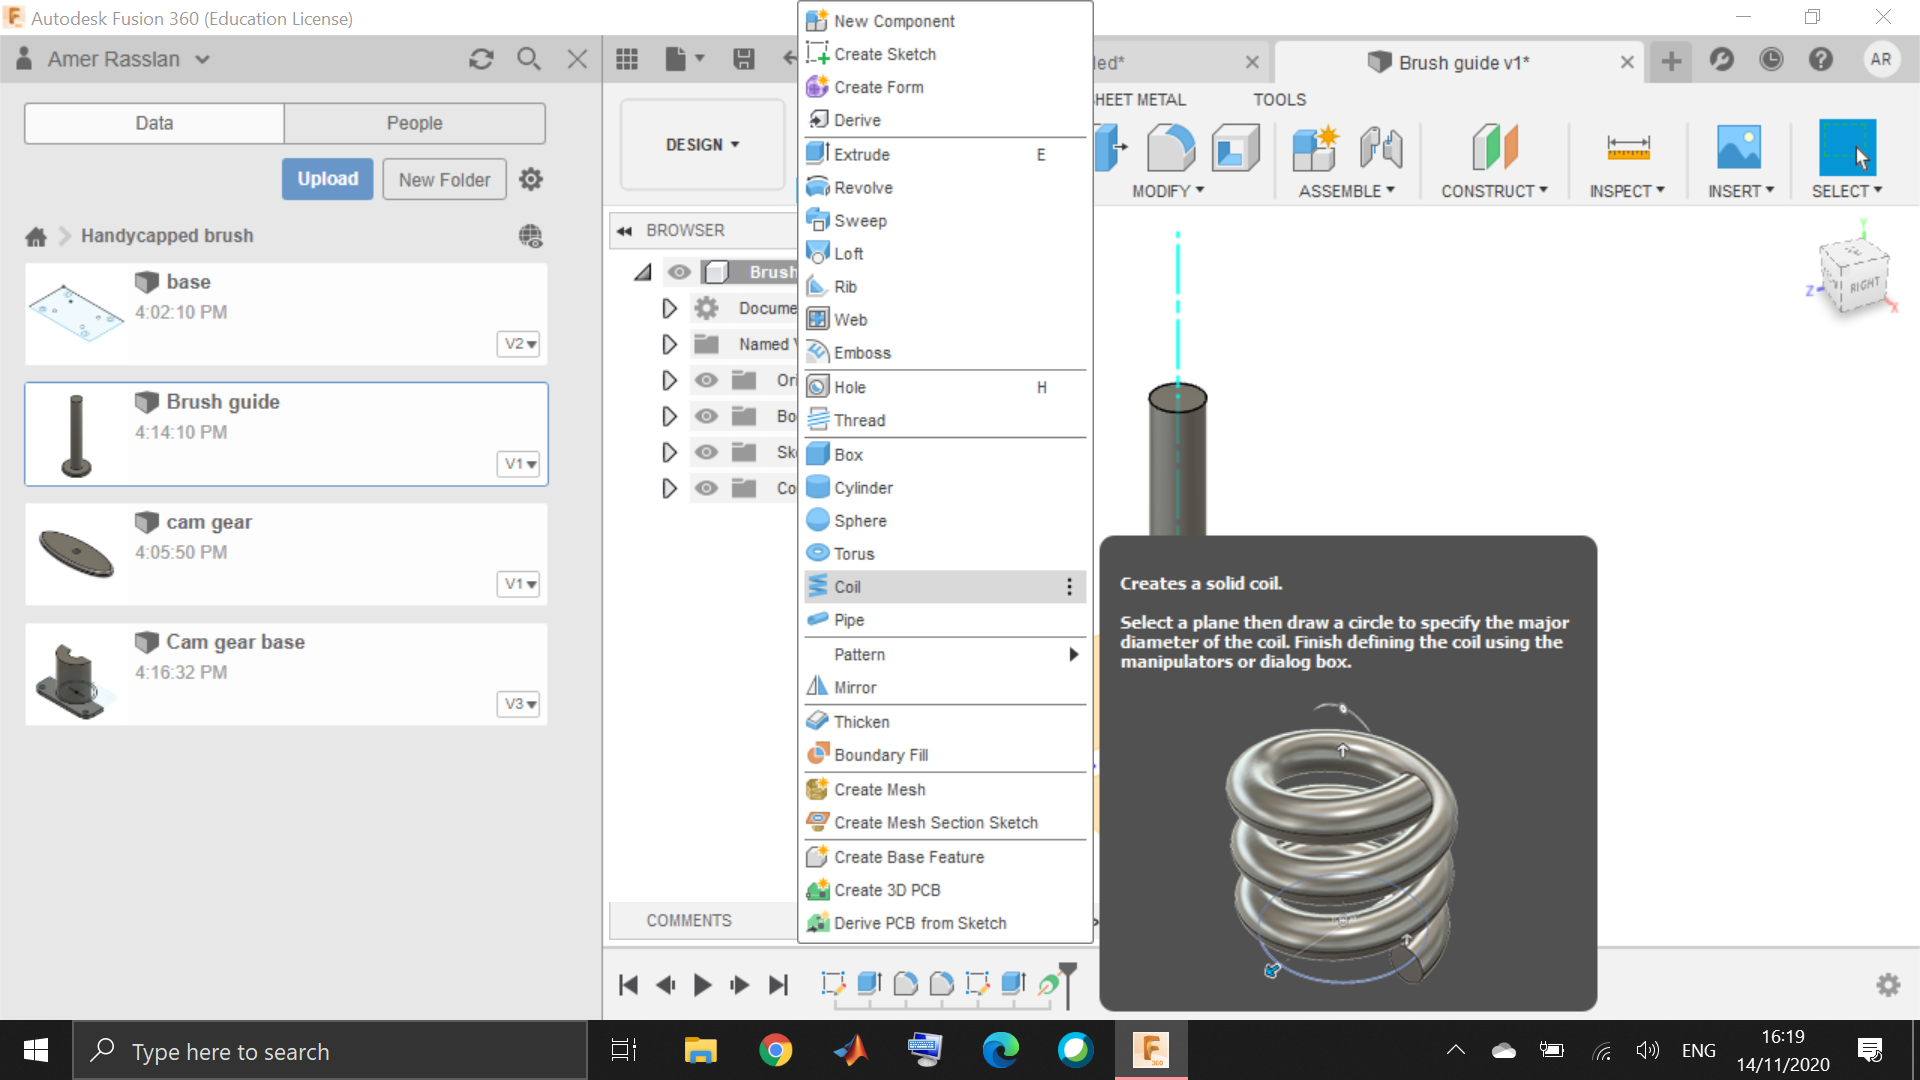 Autodesk Fusion 360 (Education License)
Amer Rasslan
Data
People
Upload
New Folder
Handycapped brush
base
4:02:10 PM
V2
Brush guide
4:14:10 PM
V1
cam gear
4:05:50 PM
V1
Cam gear base
4:16:32 PM
V3
DESIGN
BROWSER
Brush
Docume
Named
Ori
Bo
Ske
Co
COMMENTS
New Component
Create Sketch
Create Form
Derive
Extrude E
Revolve
Sweep
Loft
Rib
Web
Emboss
Hole H
Thread
Box
Cylinder
Sphere
Torus
Coil
Pipe
Pattern
Mirror
Thicken
Boundary Fill
Create Mesh
Create Mesh Section Sketch
Create Base Feature
Create 3D PCB
Derive PCB from Sketch
led*
Brush guide v1*
AR
SHEET METAL
TOOLS
MODIFY
ASSEMBLE
CONSTRUCT
INSPECT
INSERT
SELECT
Y
RIGHT
Z
X
Creates a solid coil.
Select a plane then draw a circle to specify the major
diameter of the coil. Finish defining the coil using the
manipulators or dialog box.
Type here to search
F
360
ENG
16:19
14/11/2020